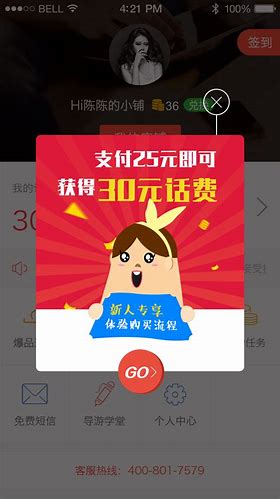 BELL
4:21 PM
100%
签到
Hi陈陈的小铺
36
兑换
支付25元即可
获得30元话费
我的
30
新人专享
体验购买流程
爆品
任务
GO
免费短信
导游学堂
个人中心
客服热线：400-801-7579